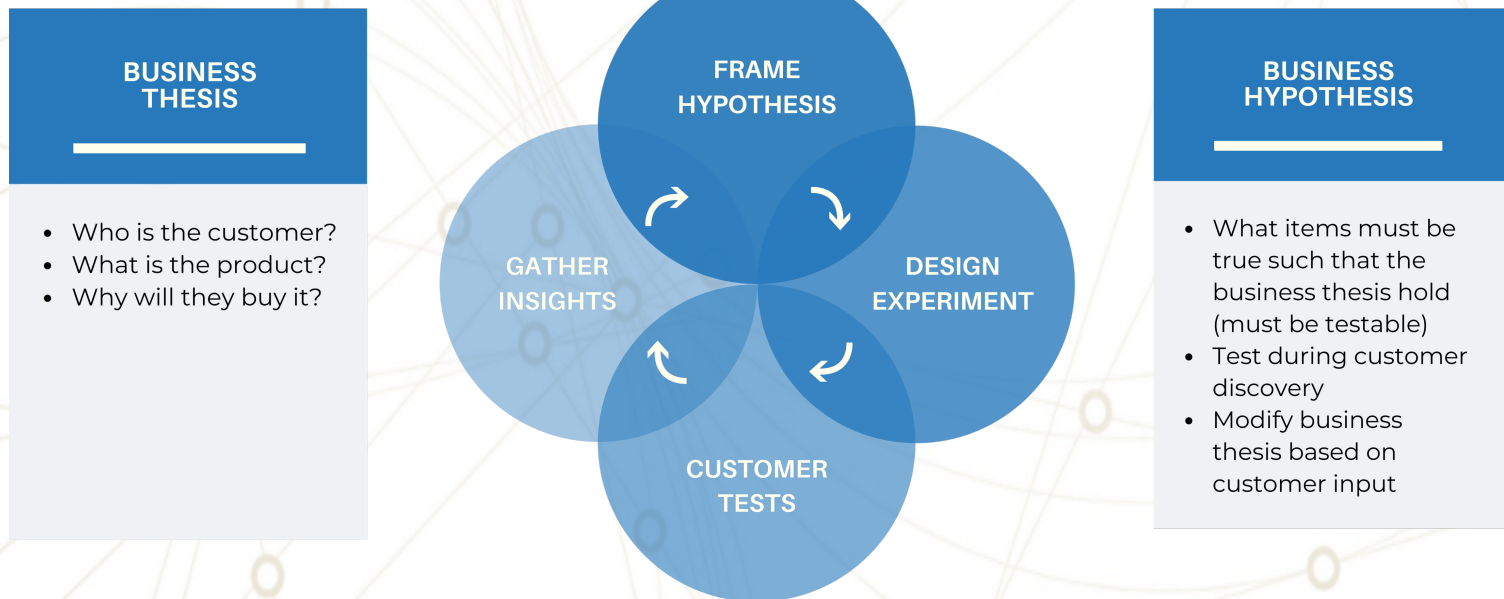 BUSINESS
THESIS
• Who is the customer?
• What is the product?
• Why will they buy it?
FRAME
HYPOTHESIS
DESIGN
EXPERIMENT
CUSTOMER
TESTS
GATHER
INSIGHTS
BUSINESS
HYPOTHESIS
• What items must be
true such that the
business thesis hold
(must be testable)
• Test during customer
discovery
• Modify business
thesis based on
customer input